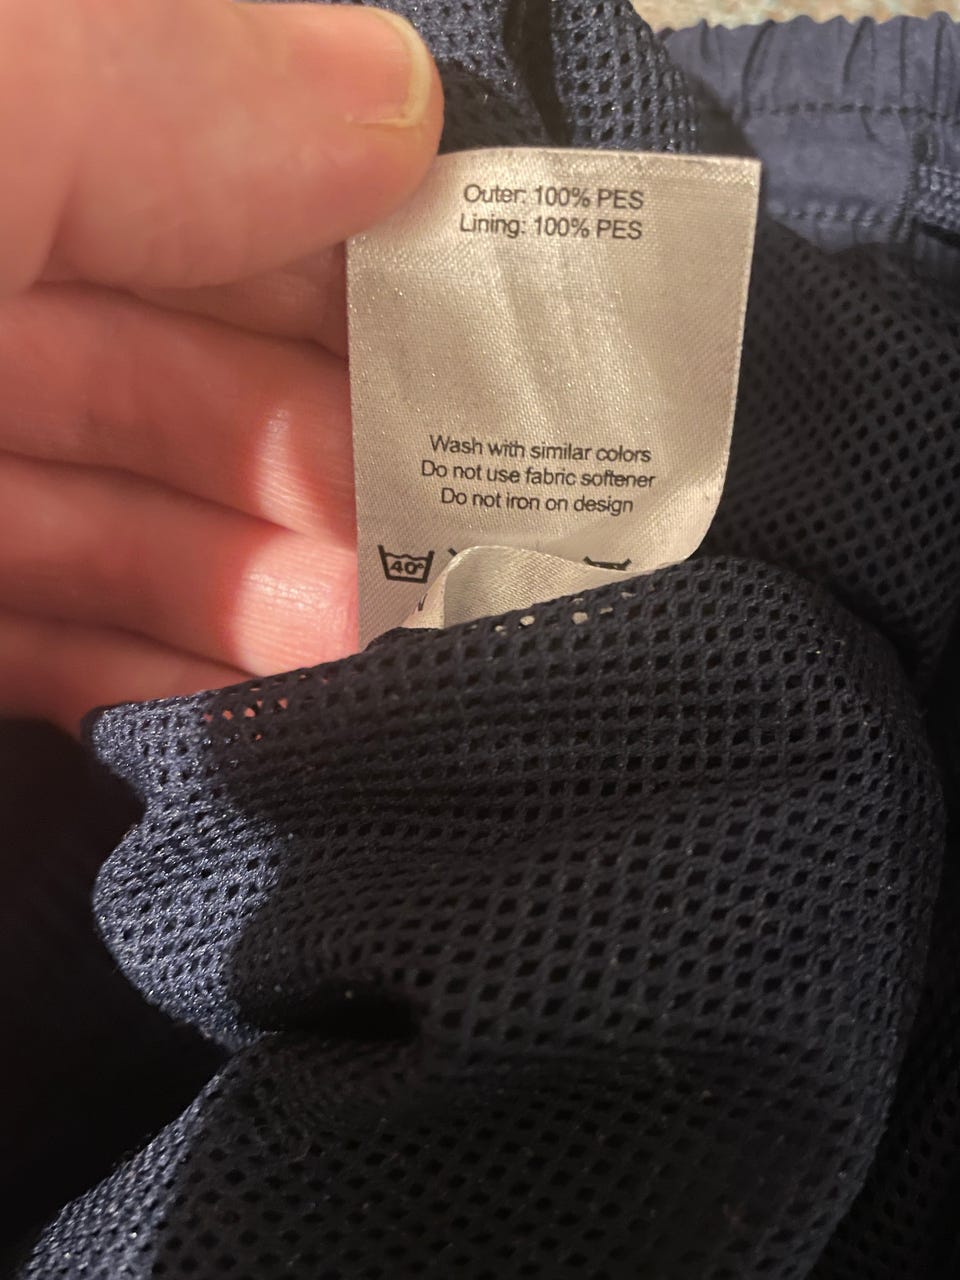 Outer: 100% PES
Lining: 100% PES
Wash with similar colors
Do not use fabric softener
Do not iron on design
40°